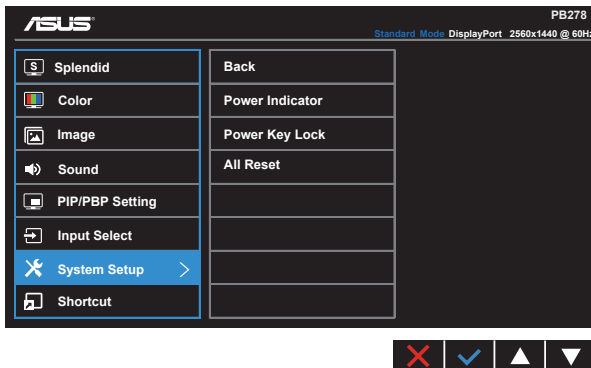 ASUS
PB278
Standard Mode DisplayPort 2560x1440 @ 60Hz
S Splendid
Color
Image
Sound
PIP/PBP Setting
Input Select
System Setup
Shortcut
Back
Power Indicator
Power Key Lock
All Reset